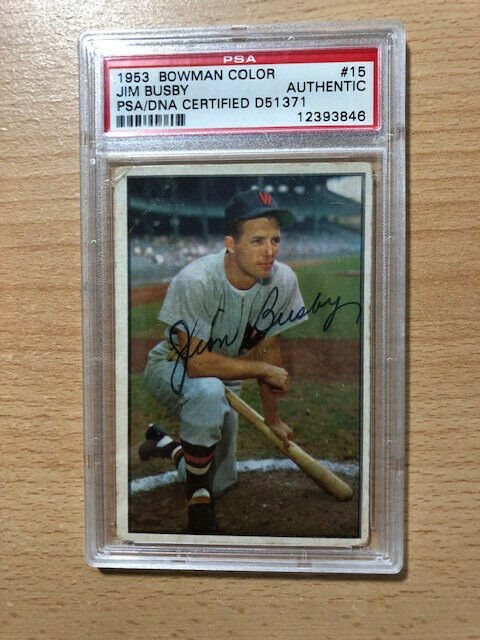 PSA
1953 BOWMAN COLOR #15
JIM BUSBY AUTHENTIC
PSA/DNA CERTIFIED D51371
12393846
W
Jim Busby